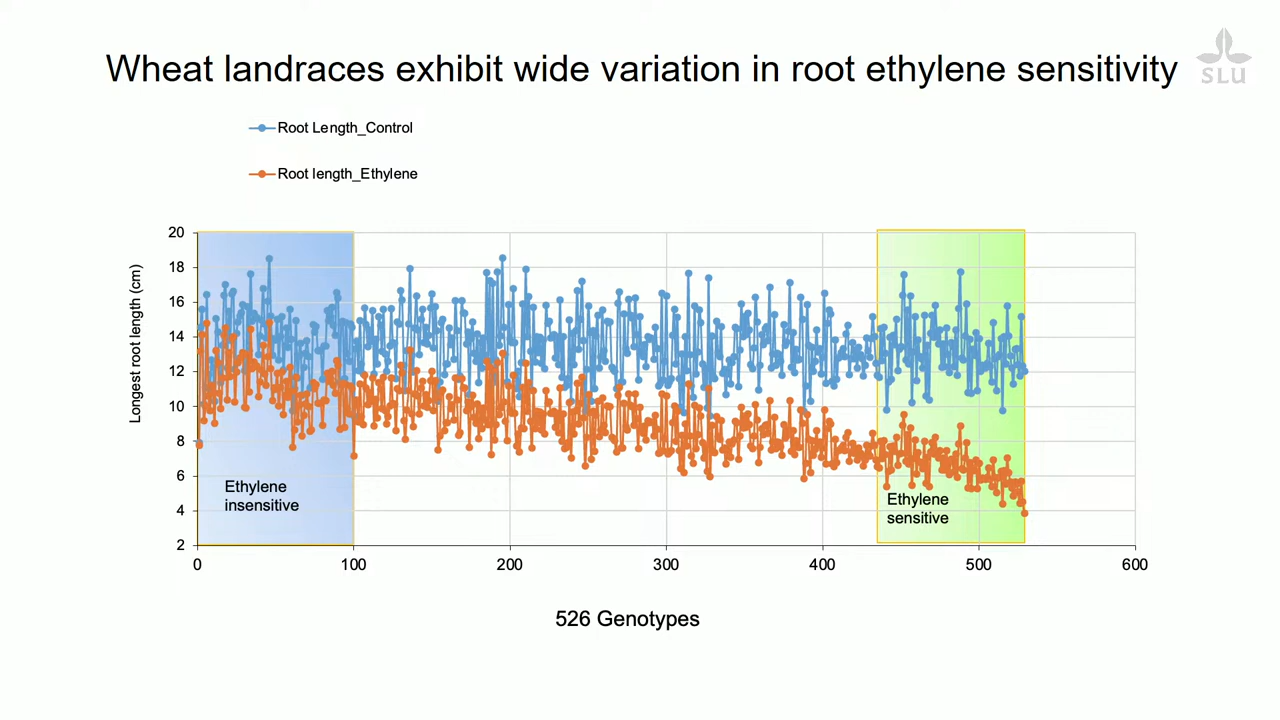 Wheat landraces exhibit wide variation in root ethylene sensitivity
SLU
Root Length_Control
Root length_Ethylene
Longest root length (cm)
20
18
16
14
12
10
8
6
4
2
Ethylene
insensitive
Ethylene
sensitive
0 100 200 300 400 500 600
526 Genotypes